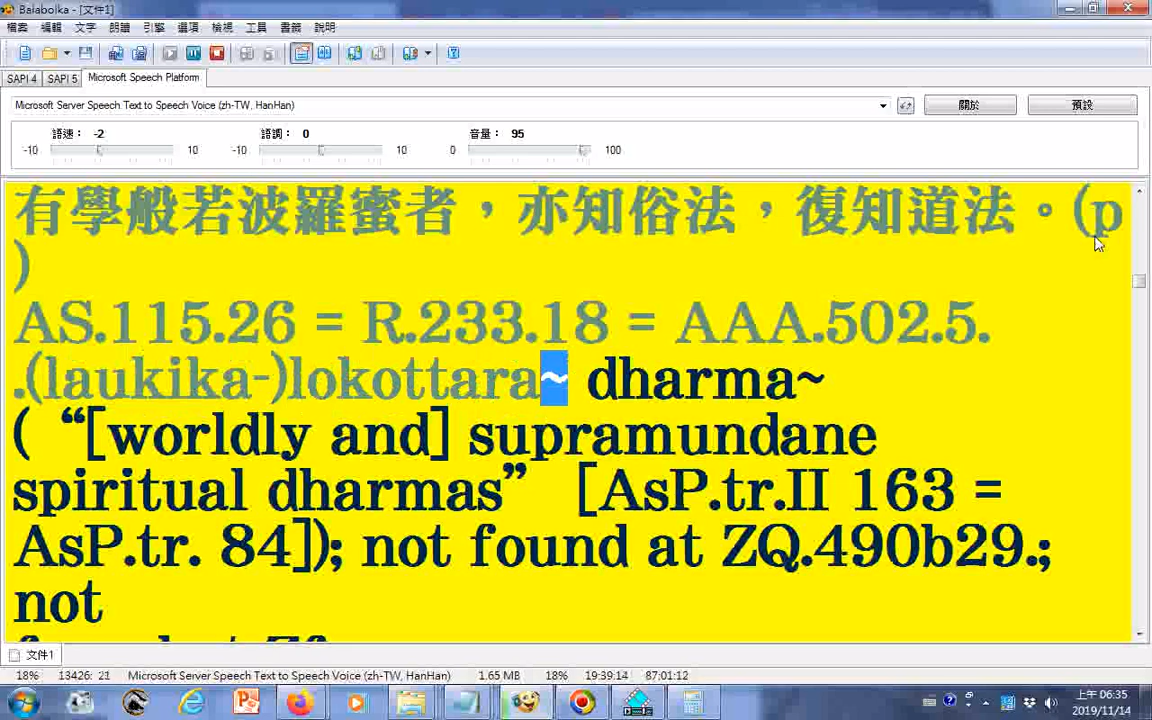 Balabolka - [文件1]
檔案 編輯 文字 朗讀 引擎 選項 檢視 工具 書籤 說明
SAPI 4 SAPI 5 Microsoft Speech Platform
Microsoft Server Speech Text to Speech Voice (zh-TW, HanHan) 關於 預設
語速： -2 語調： 0 音量： 95
-10 10 -10 10 0 100
有學般若波羅蜜者，亦知俗法，復知道法。(p
)
AS.115.26 = R.233.18 = AAA.502.5.
.(laukika-)lokottara~ dharma~
(“[worldly and] supramundane
spiritual dharmas” [AsP.tr.II 163 =
AsP.tr. 84]); not found at ZQ.490b29.;
not
文件1
18% 13426: 21 Microsoft Server Speech Text to Speech Voice (zh-TW, HanHan) 1.65 MB 18% 19:39:14 87:01:12
上午 06:35
2019/11/14